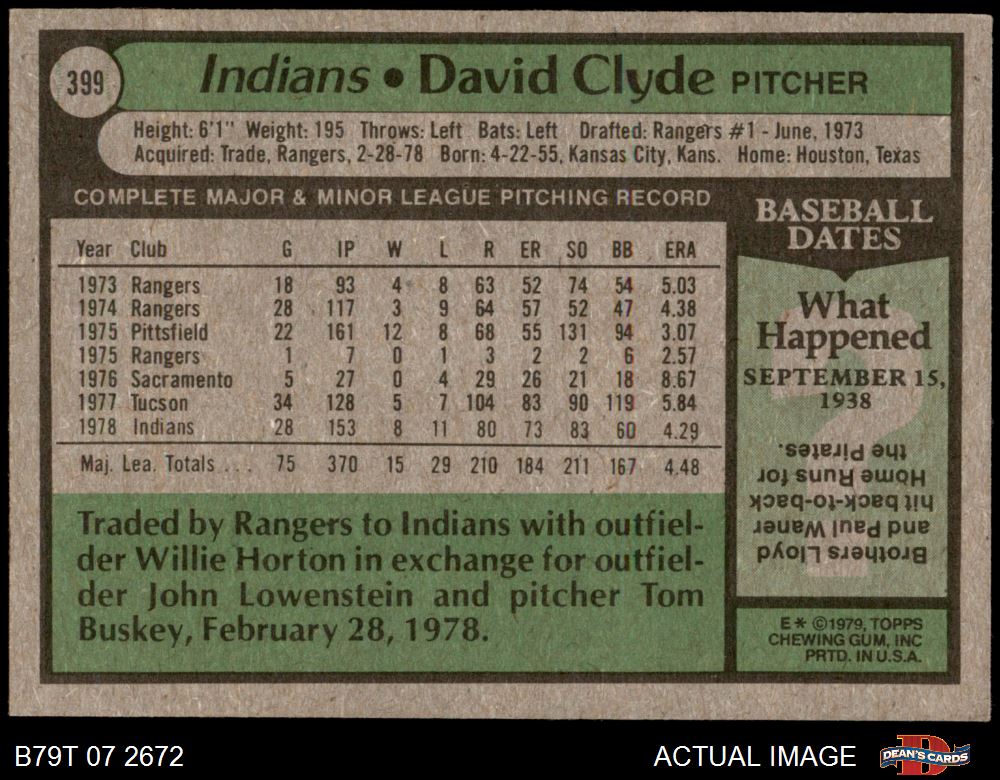 399
Indians • David Clyde PITCHER
Height: 6'1" Weight: 195 Throws: Left Bats: Left Drafted: Rangers #1 - June, 1973
Acquired: Trade, Rangers, 2-28-78 Born: 4-22-55, Kansas City, Kans. Home: Houston, Texas
COMPLETE MAJOR & MINOR LEAGUE PITCHING RECORD
Year Club G IP W L R ER SO BB ERA
1973 Rangers 18 93 4 8 63 52 74 54 5.03
1974 Rangers 28 117 3 9 64 57 52 47 4.38
1975 Pittsfield 22 161 12 8 68 55 131 94 3.07
1975 Rangers 1 7 0 1 3 2 2 6 2.57
1976 Sacramento 5 27 0 4 29 26 21 18 8.67
1977 Tucson 34 128 5 7 104 83 90 119 5.84
1978 Indians 28 153 8 11 80 73 83 60 4.29
Maj. Lea. Totals . . . 75 370 15 29 210 184 211 167 4.48
Traded by Rangers to Indians with outfiel-
der Willie Horton in exchange for outfiel-
der John Lowenstein and pitcher Tom
Buskey, February 28, 1978.
BASEBALL
DATES
What
Happened
SEPTEMBER 15,
1938
Brothers Lloyd
and Paul Waner
hit back-to-back
Home Runs for
the Pirates.
E* ©1979, TOPPS
CHEWING GUM, INC
PRTD. IN U.S.A.
B79T 07 2672
ACTUAL IMAGE
DEAN'S CARDS